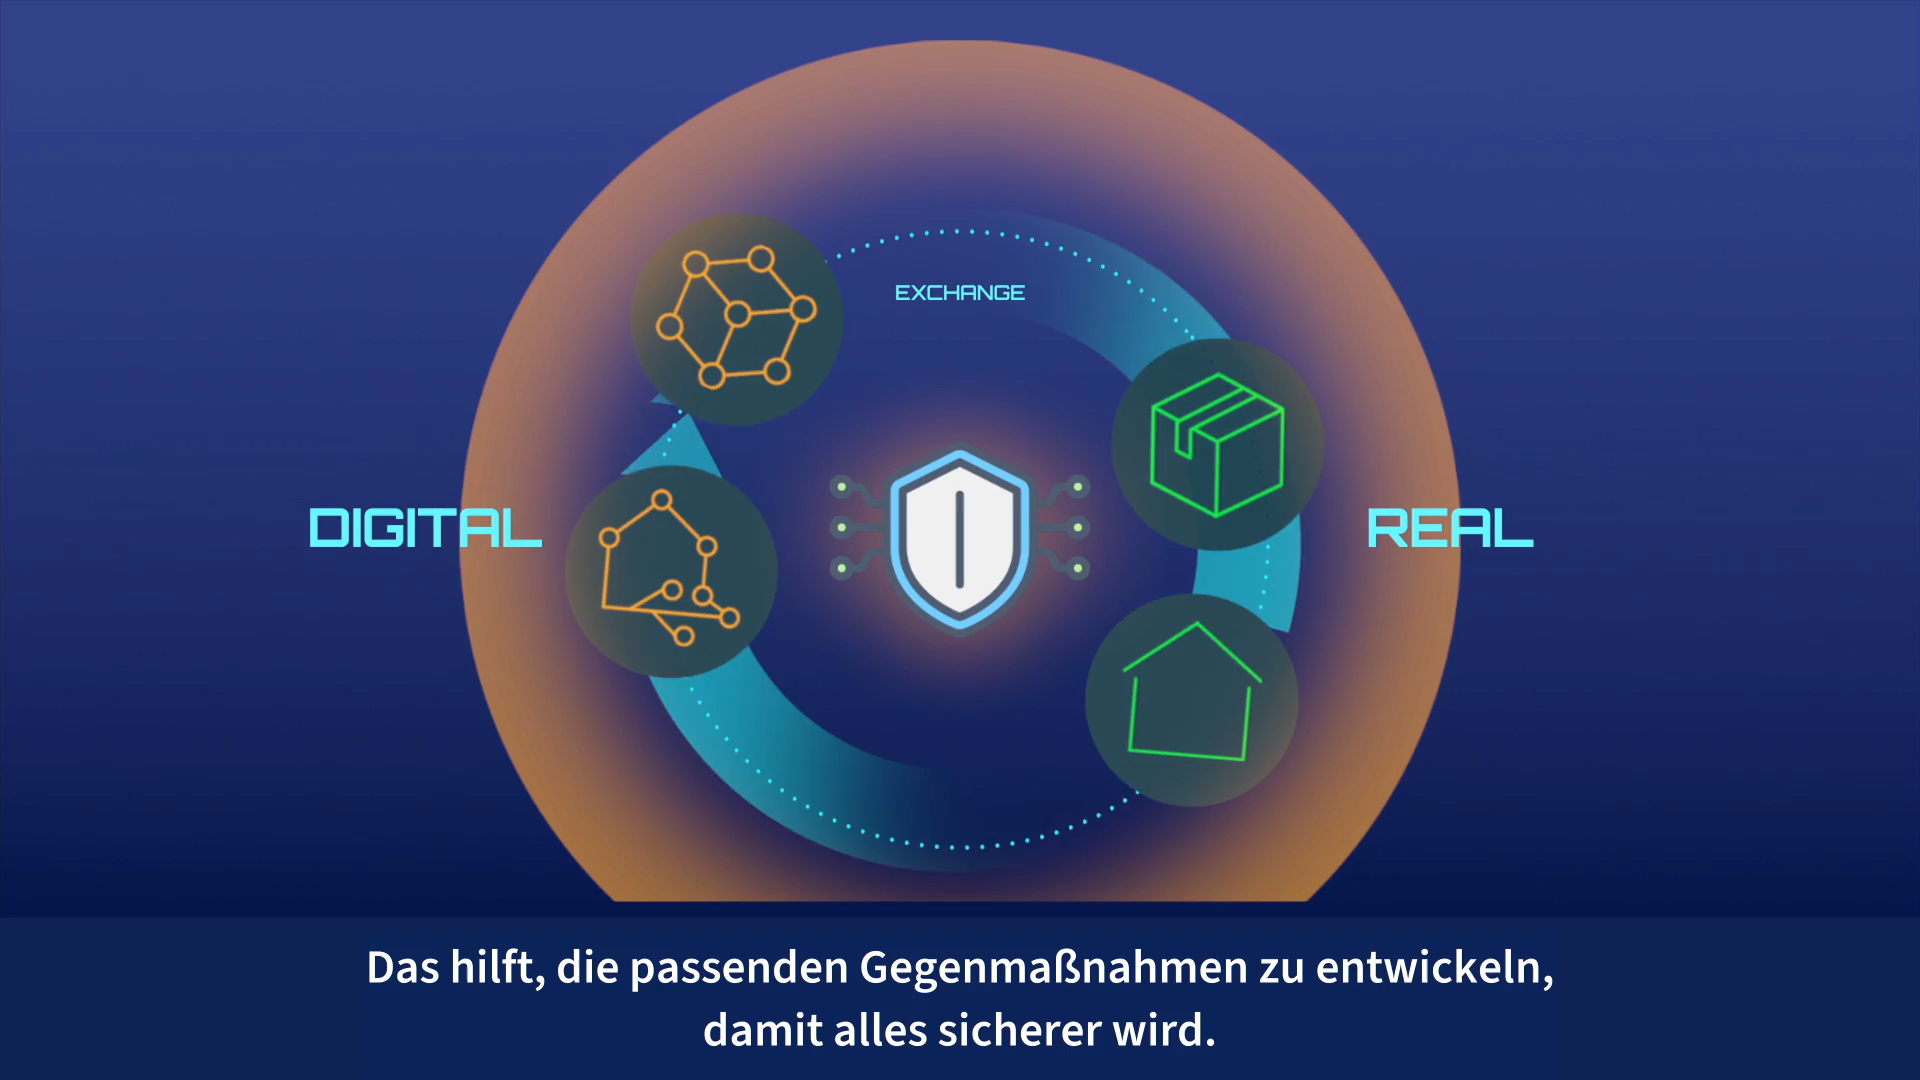 EXCHANGE
DIGITAL
REAL
Das hilft, die passenden Gegenmaßnahmen zu entwickeln,
damit alles sicherer wird.